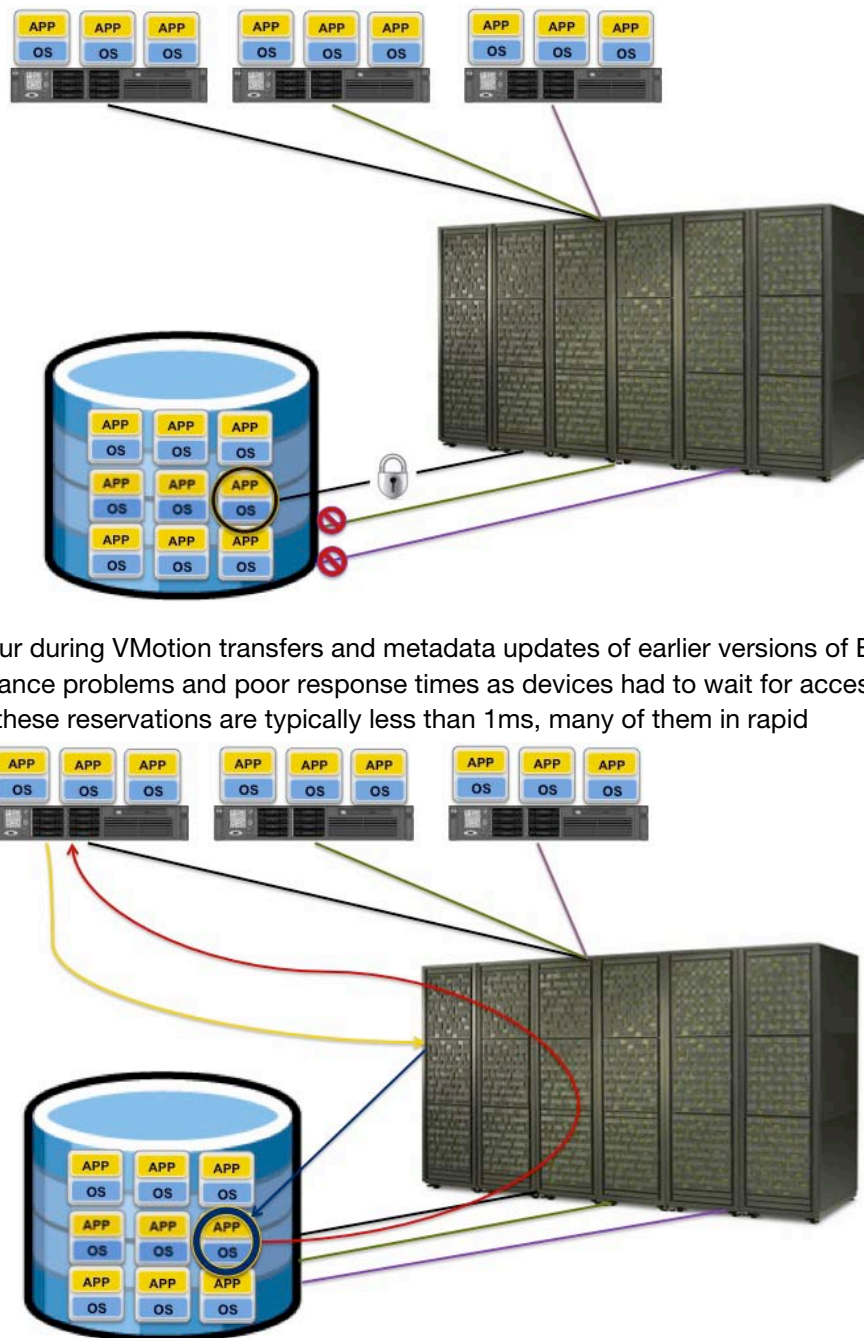 APP APP APP APP APP APP APP APP APP
OS OS OS OS OS OS OS OS OS
APP APP APP
OS OS OS
APP APP APP
OS OS OS
APP APP APP
OS OS OS
ur during VMotion transfers and metadata updates of earlier versions of E
ance problems and poor response times as devices had to wait for acces
these reservations are typically less than 1ms, many of them in rapid
APP APP APP APP APP APP APP APP APP
OS OS OS OS OS OS OS OS OS
APP APP APP
OS OS OS
APP APP APP
OS OS OS
APP APP APP
OS OS OS